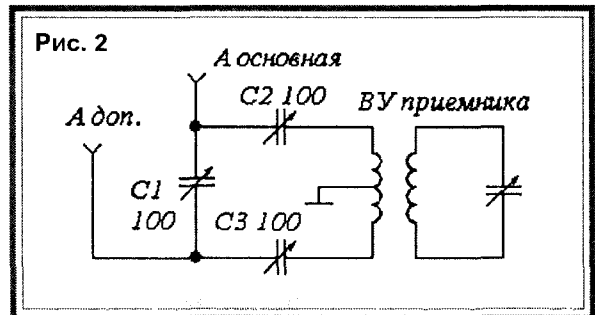 Рис. 2
А основная
C2 100
ВУ приемника
А доп.
C1
100
C3 100